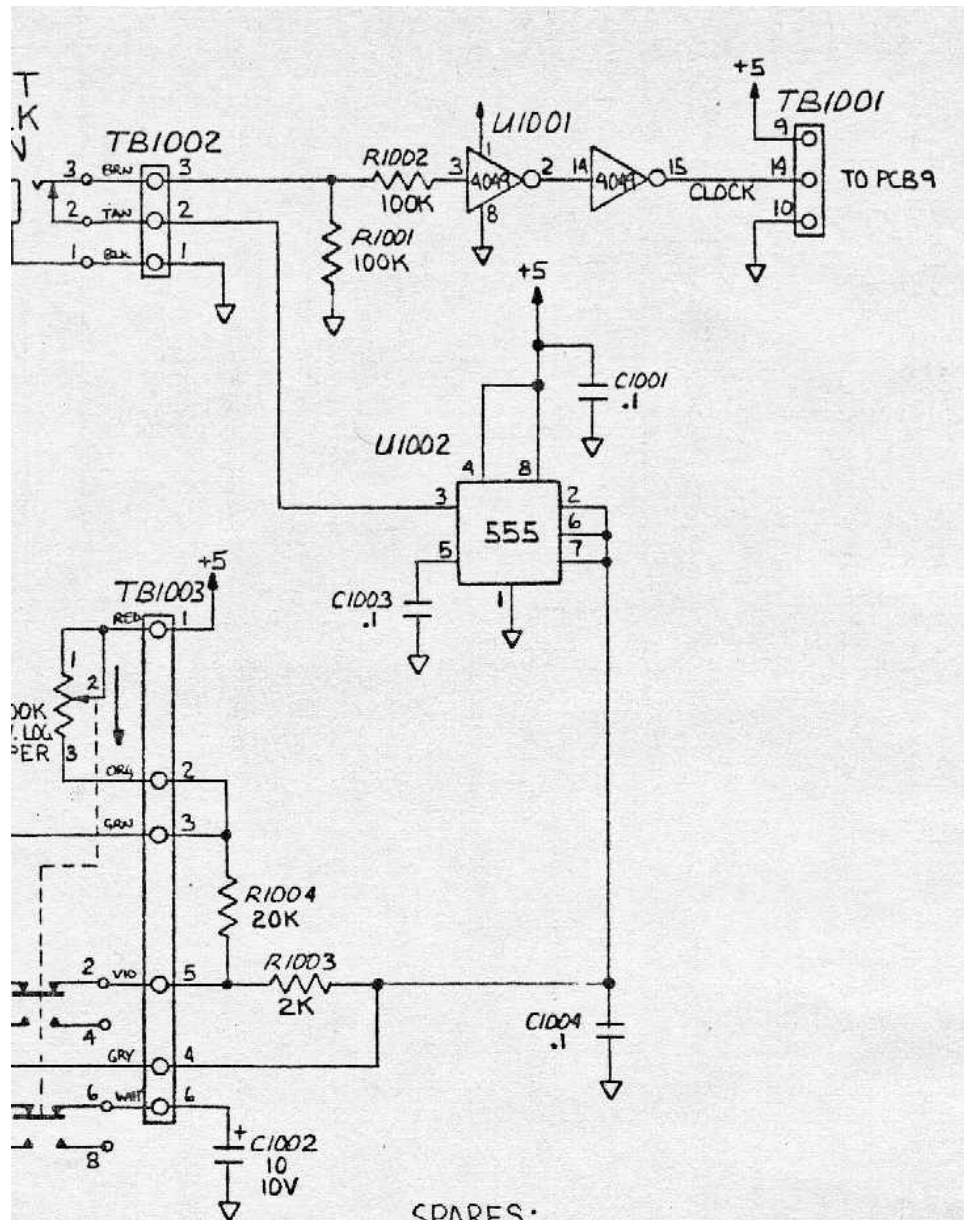 T
K
N
TB1002
3 BRN 3
2 TAN 2
1 BLK 1
R1002
100K
R1001
100K
U1001
3 4049 2
1
8
14 4049 15
CLOCK
+5
TB1001
9
14
10
TO PCB9
+5
C1001
.1
U1002
4 8
3 2
555 6
5 7
1
C1003
.1
TB1003
+5
RED 1
1
2
00K
. LOG
PER
3
ORG 2
GRN 3
R1004
20K
2 VIO 5
R1003
2K
4
GRY 4
6 WHT 6
8
+
C1002
10
10V
C1004
.1
SPARES: